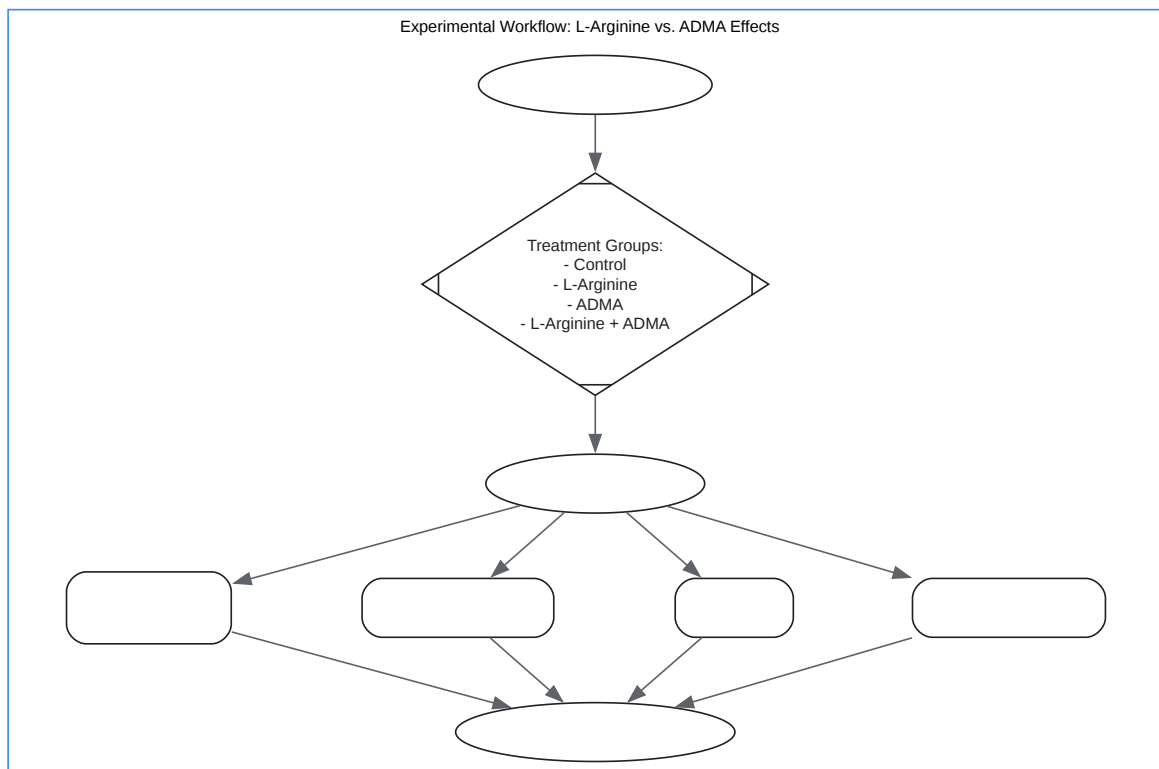 Experimental Workflow: L-Arginine vs. ADMA Effects
Treatment Groups:
- Control
- L-Arginine
- ADMA
- L-Arginine + ADMA